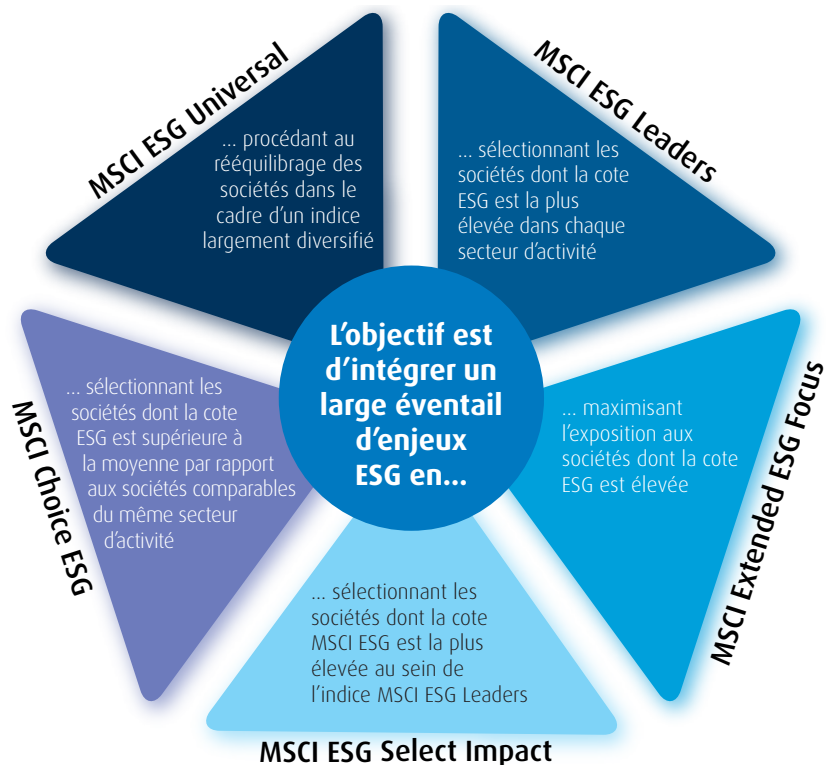 MSCI ESG Universal
... procédant au
rééquilibrage des
sociétés dans le
cadre d'un indice
largement diversifié
MSCI ESG Leaders
... sélectionnant les
sociétés dont la cote
ESG est la plus
élevée dans chaque
secteur d'activité
L'objectif est
d'intégrer un
large éventail
d'enjeux
ESG en...
MSCI Choice ESG
... sélectionnant les
sociétés dont la cote
ESG est supérieure à
la moyenne par rapport
aux sociétés comparables
du même secteur
d'activité
... maximisant
l'exposition aux
sociétés dont la cote
ESG est élevée
MSCI Extended ESG Focus
... sélectionnant les
sociétés dont la cote
MSCI ESG est la plus
élevée au sein de
l'indice MSCI ESG Leaders
MSCI ESG Select Impact